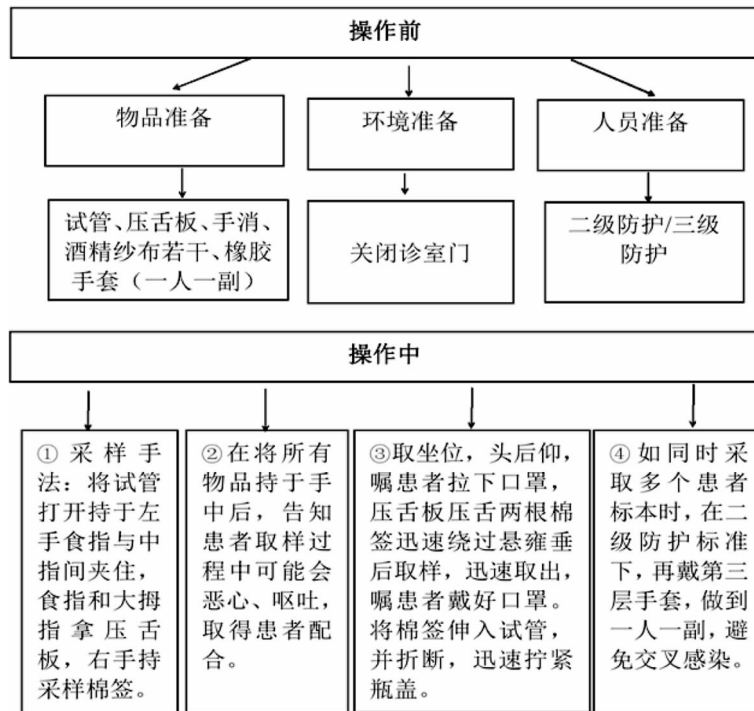 操作前
物品准备
环境准备
人员准备
试管、压舌板、手消、
酒精纱布若干、橡胶
手套（一人一副）
关闭诊室门
二级防护/三级
防护
操作中
①采样手
法：将试管
打开持于左
手食指与中
指间夹住，
食指和大拇
指拿压舌
板，右手持
采样棉签。
②在将所有
物品持于手
中后，告知
患者取样过
程中可能会
恶心、呕吐，
取得患者配
合。
③取坐位，头后仰，
嘱患者拉下口罩，
压舌板压舌两根棉
签迅速绕过悬雍垂
后取样，迅速取出，
嘱患者戴好口罩。
将棉签伸入试管，
并折断，迅速拧紧
瓶盖。
④如同时采
取多个患者
标本时，在二
级防护标准
下，再戴第三
层手套，做到
一人一副，避
免交叉感染。